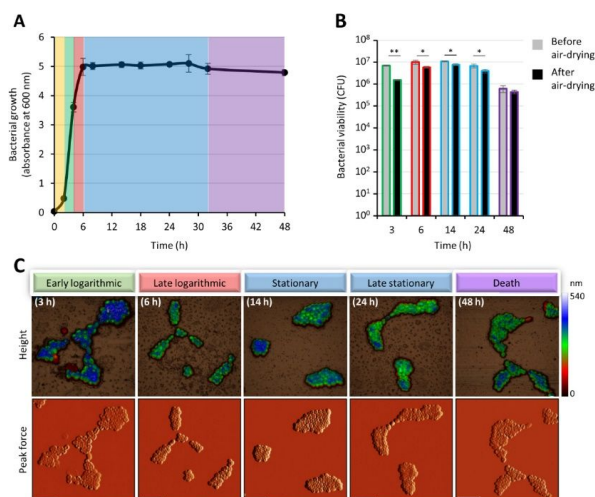 A
Bacterial growth
(absorbance at 600 nm)
6
5
4
3
2
1
0
0 6 12 18 24 30 36 42 48
Time (h)
B
Bacterial viability (CFU)
10⁸
10⁷
10⁶
10⁵
10⁴
10³
10²
10¹
10⁰
** * * *
3 6 14 24 48
Time (h)
Before
air-drying
After
air-drying
C
Early logarithmic Late logarithmic Stationary Late stationary Death
(3 h) (6 h) (14 h) (24 h) (48 h)
Height
Peak force
nm
540
0